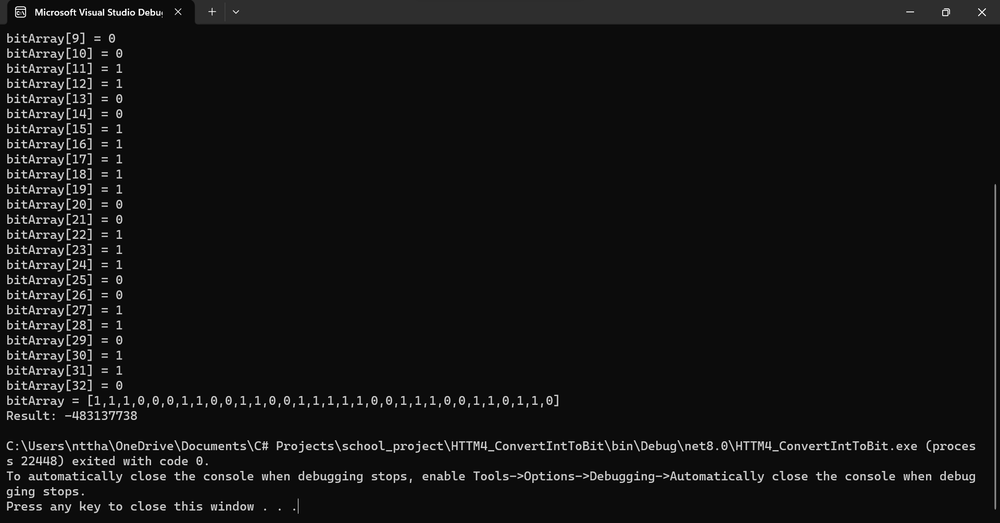 Microsoft Visual Studio Debu
bitArray[9] = 0
bitArray[10] = 0
bitArray[11] = 1
bitArray[12] = 1
bitArray[13] = 0
bitArray[14] = 0
bitArray[15] = 1
bitArray[16] = 1
bitArray[17] = 1
bitArray[18] = 1
bitArray[19] = 1
bitArray[20] = 0
bitArray[21] = 0
bitArray[22] = 1
bitArray[23] = 1
bitArray[24] = 1
bitArray[25] = 0
bitArray[26] = 0
bitArray[27] = 1
bitArray[28] = 1
bitArray[29] = 0
bitArray[30] = 1
bitArray[31] = 1
bitArray[32] = 0
bitArray = [1,1,1,0,0,0,1,1,0,0,1,1,0,0,1,1,1,1,1,0,0,1,1,1,0,0,1,1,0,1,1,0]
Result: -483137738
C:\Users\nttha\OneDrive\Documents\C# Projects\school_project\HTTM4_ConvertIntToBit\bin\Debug\net8.0\HTTM4_ConvertIntToBit.exe (proces
s 22448) exited with code 0.
To automatically close the console when debugging stops, enable Tools->Options->Debugging->Automatically close the console when debug
ging stops.
Press any key to close this window . . .